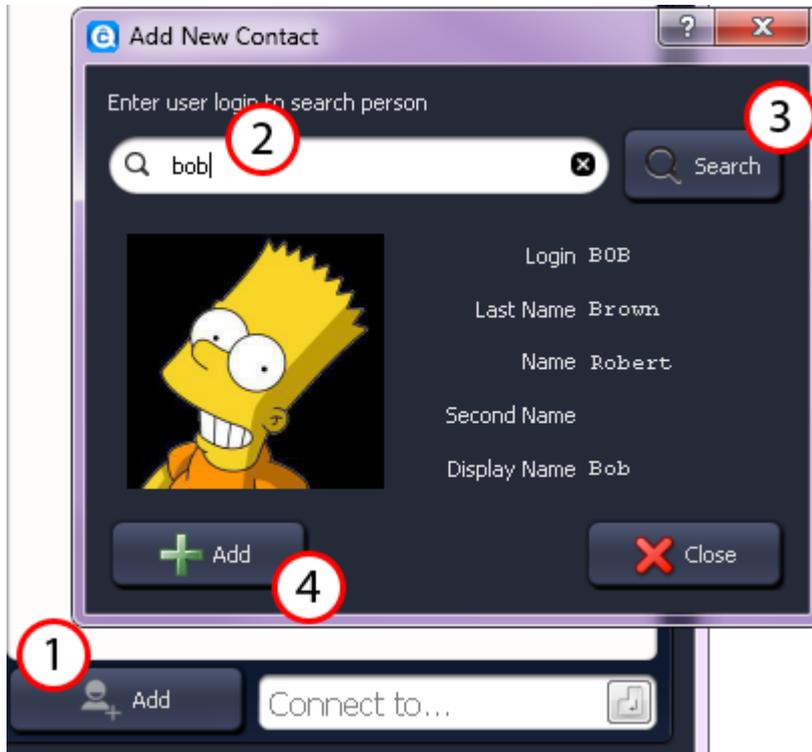 Add New Contact
?
X
Enter user login to search person
2
3
bob
Search
Login BOB
Last Name Brown
Name Robert
Second Name
Display Name Bob
Add
Close
4
1
Add
Connect to...